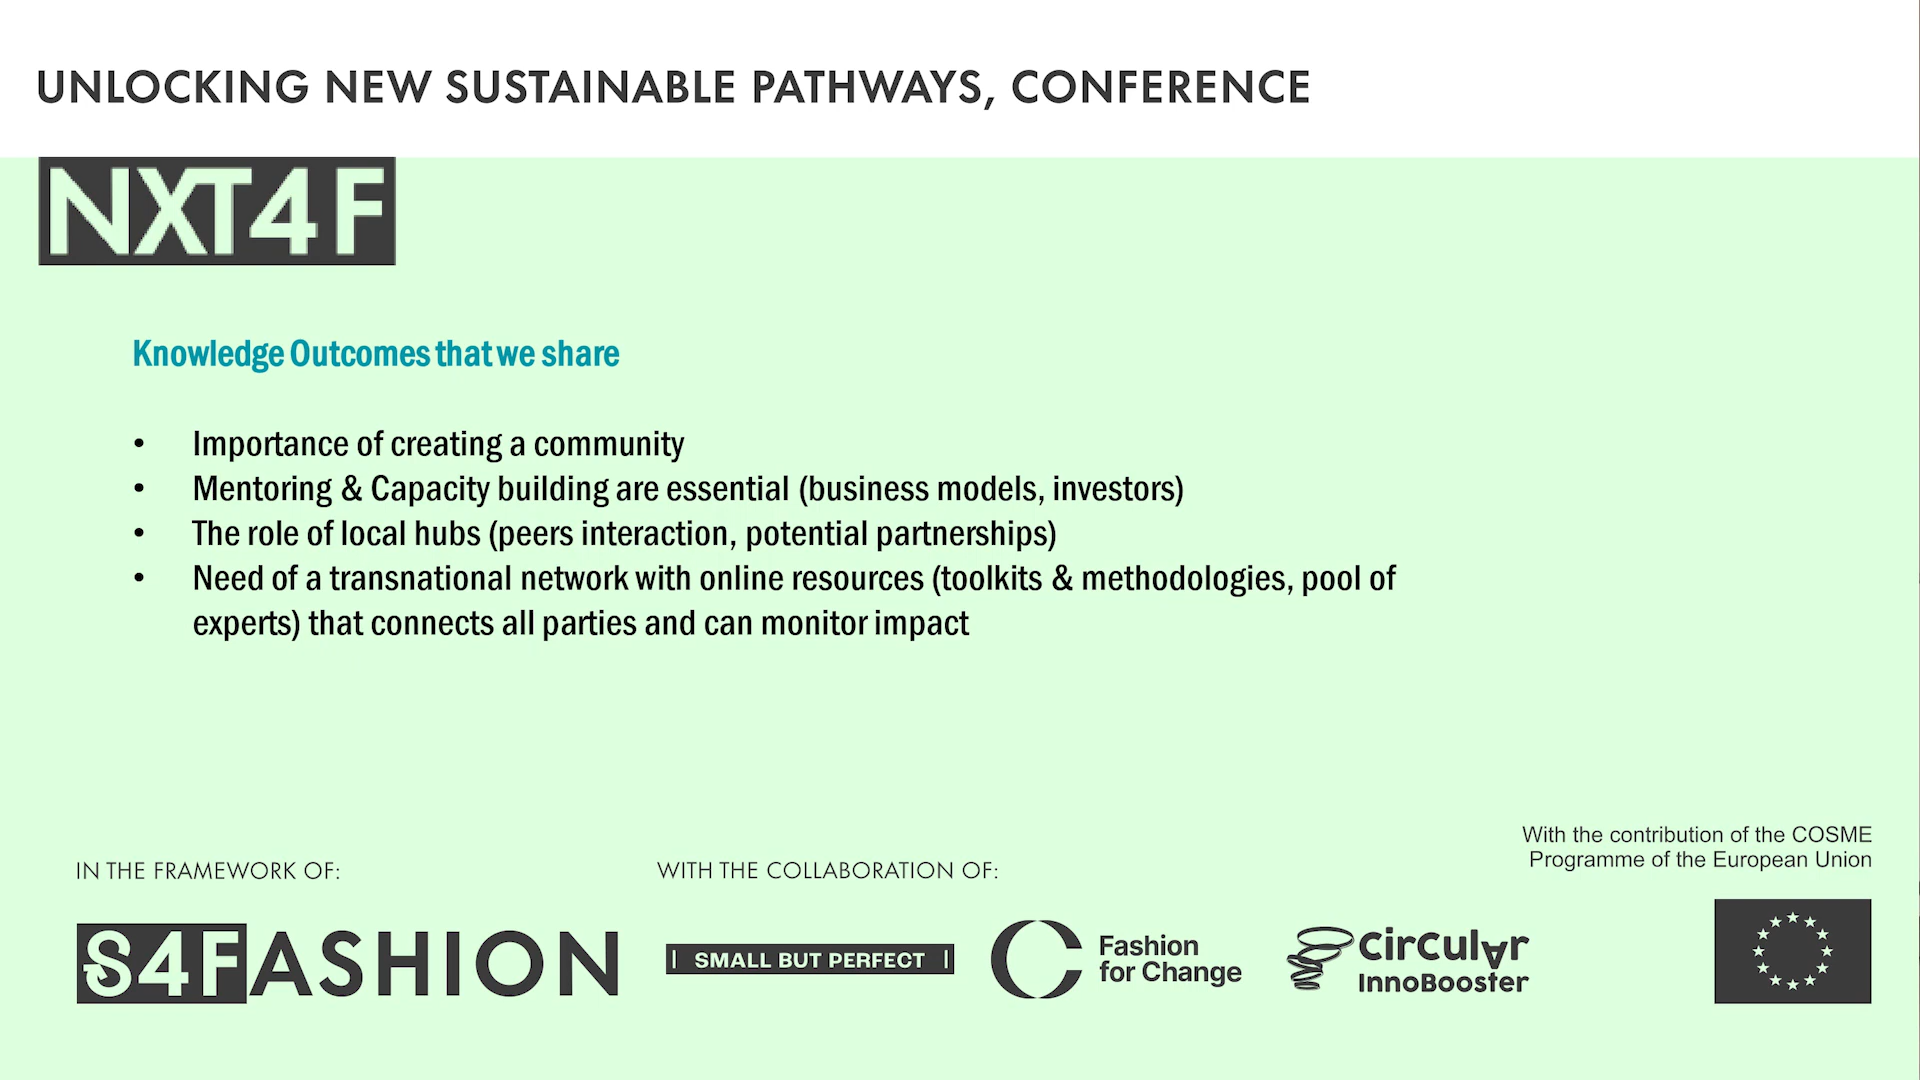 UNLOCKING NEW SUSTAINABLE PATHWAYS, CONFERENCE
NXT4F
Knowledge Outcomes that we share
• Importance of creating a community
• Mentoring & Capacity building are essential (business models, investors)
• The role of local hubs (peers interaction, potential partnerships)
• Need of a transnational network with online resources (toolkits & methodologies, pool of
experts) that connects all parties and can monitor impact
With the contribution of the COSME
Programme of the European Union
IN THE FRAMEWORK OF:
WITH THE COLLABORATION OF:
S4FASHION
SMALL BUT PERFECT
Fashion
for Change
CirCulAr
InnoBooster